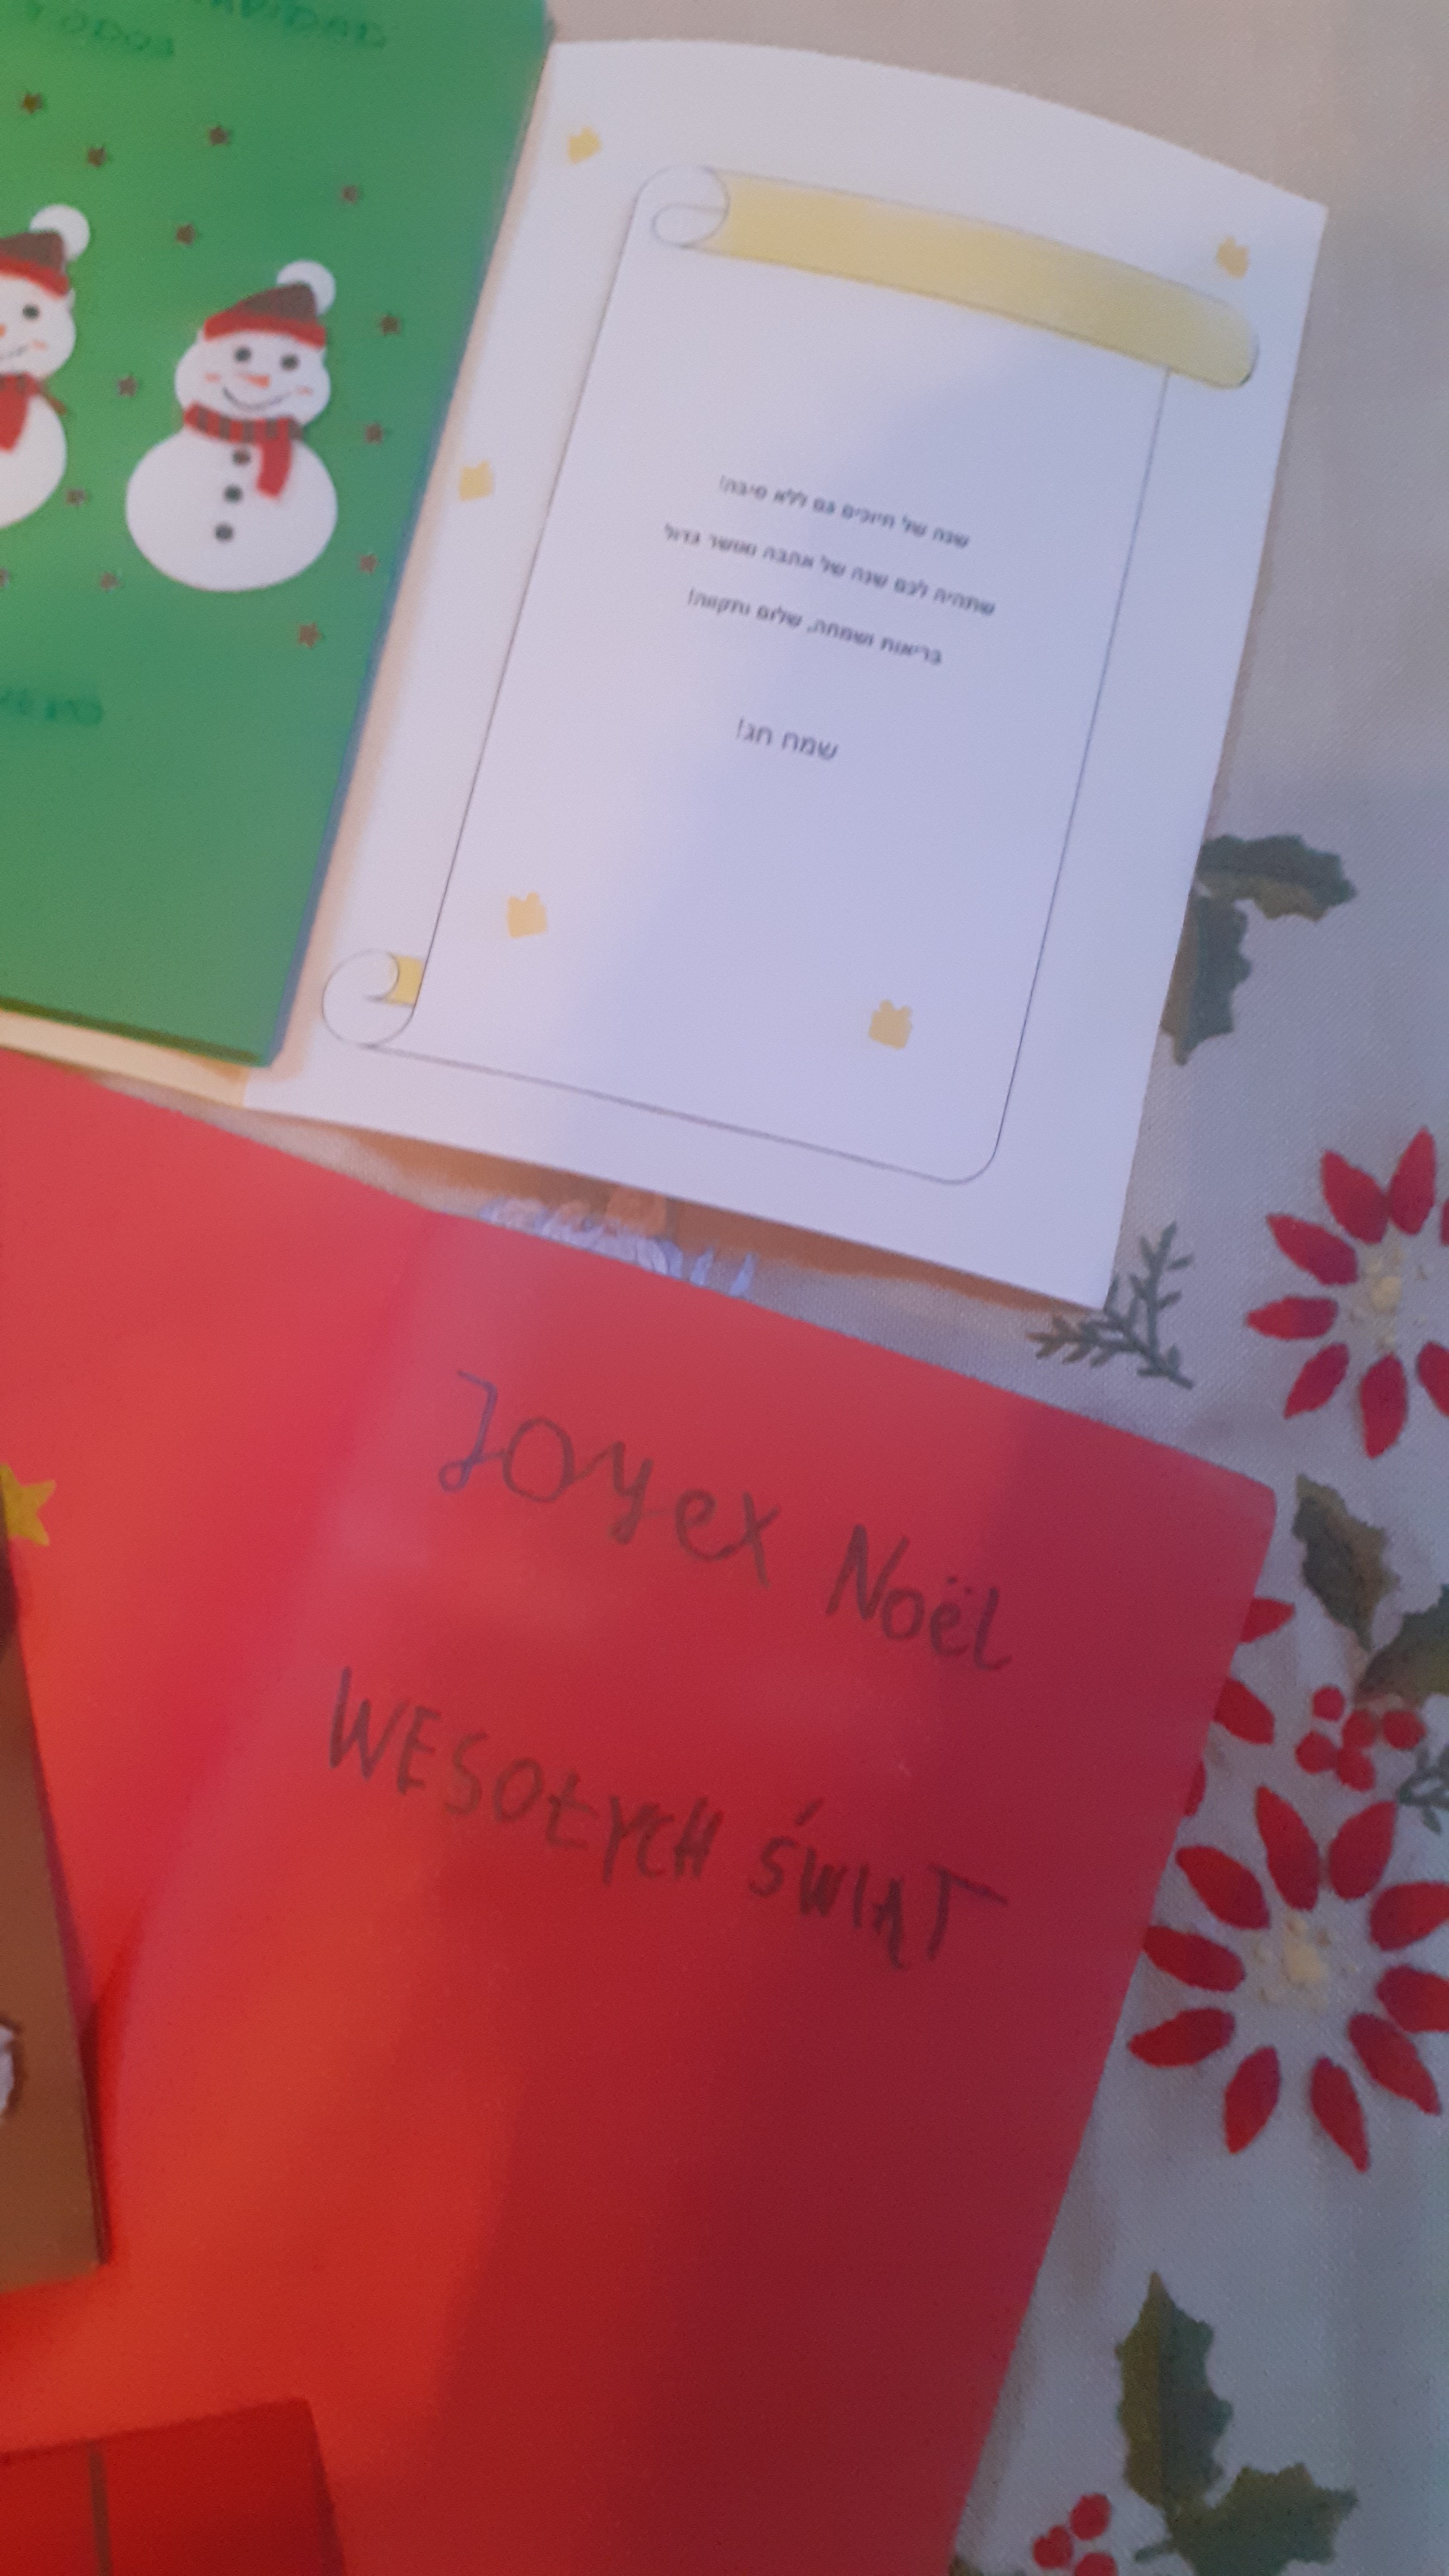 שנה של חיוכים גם ללא סיבה!
שתהיה לכם שנה של אהבה ואושר גדול
בריאות ושמחה, שלום ותקווה!
שמח חג!
Joyex Noël
WESOŁYCH ŚWIĄT